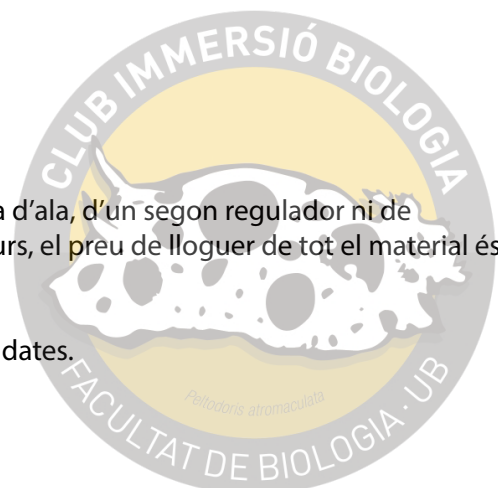 CLUB IMMERSIÓ BIOLOGIA
a d'ala, d'un segon regulador ni de
urs, el preu de lloguer de tot el material és
dates.
Peltodoris atromaculata
FACULTAT DE BIOLOGIA · UB